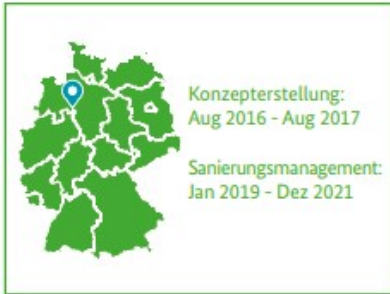 Konzepterstellung:
Aug 2016 - Aug 2017
Sanierungsmanagement:
Jan 2019 - Dez 2021